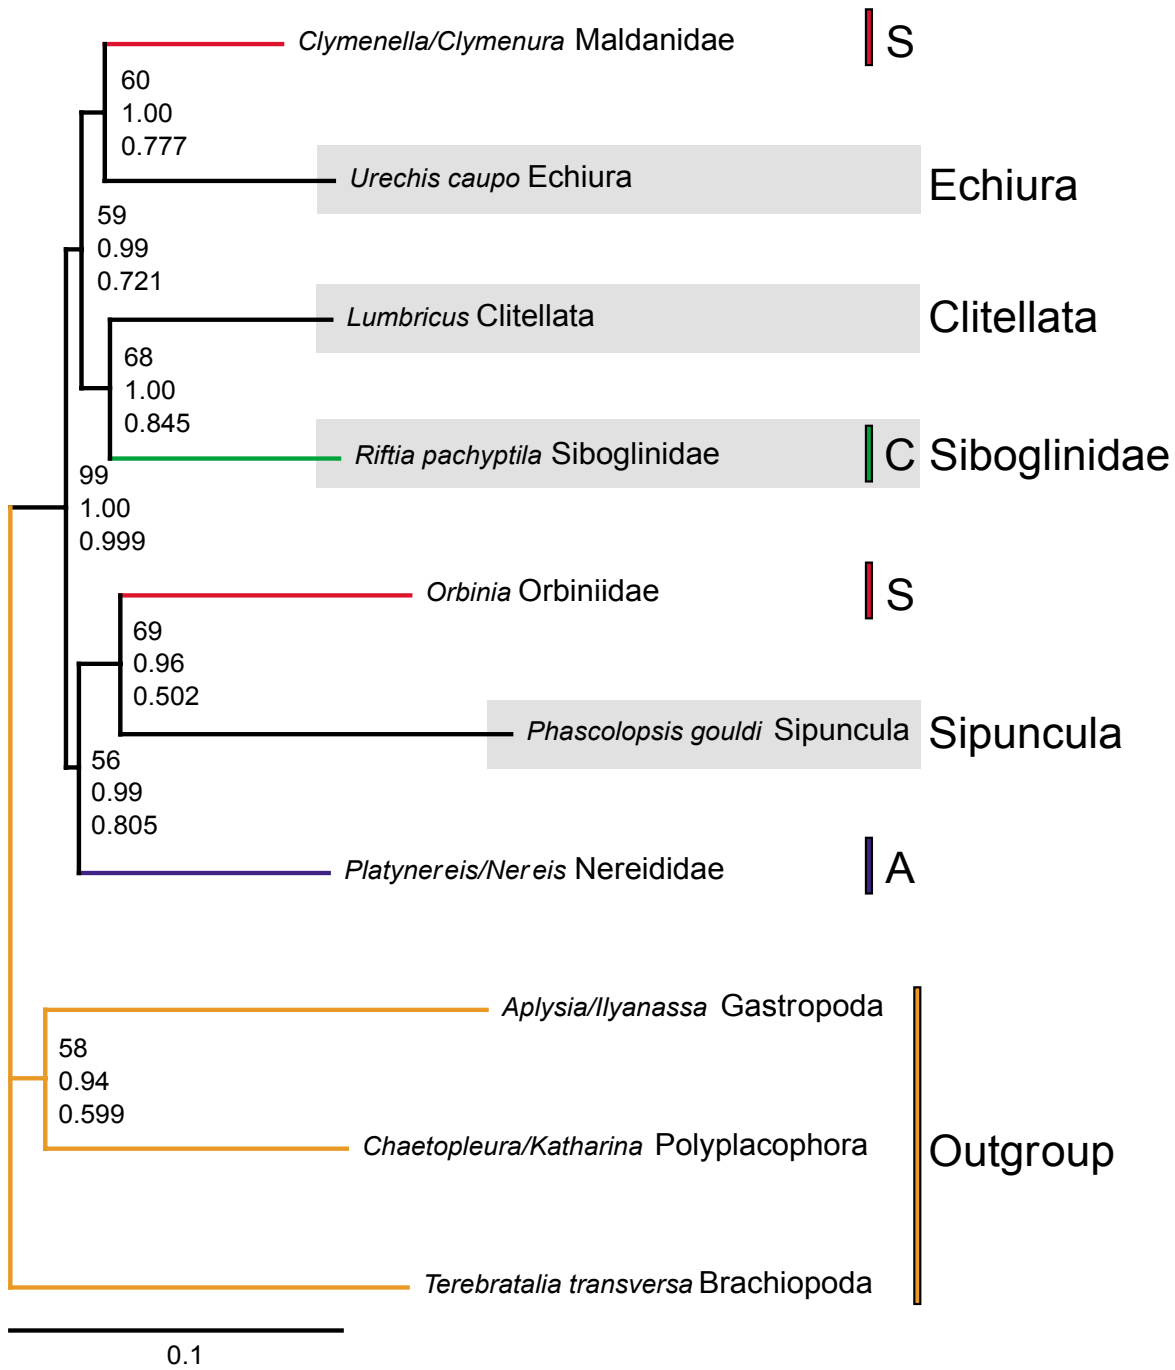 Clymenella/Clymenura Maldanidae S
60
1.00
0.777
Urechis caupo Echiura Echiura
59
0.99
0.721
Lumbricus Clitellata Clitellata
68
1.00
0.845
Riftia pachyptila Siboglinidae C Siboglinidae
99
1.00
0.999
Orbinia Orbiniidae S
69
0.96
0.502
Phascolopsis gouldi Sipuncula Sipuncula
56
0.99
0.805
Platynereis/Nereis Nereididae A
Aplysia/Ilyanassa Gastropoda
58
0.94
0.599
Chaetopleura/Katharina Polyplacophora Outgroup
Terebratalia transversa Brachiopoda
0.1